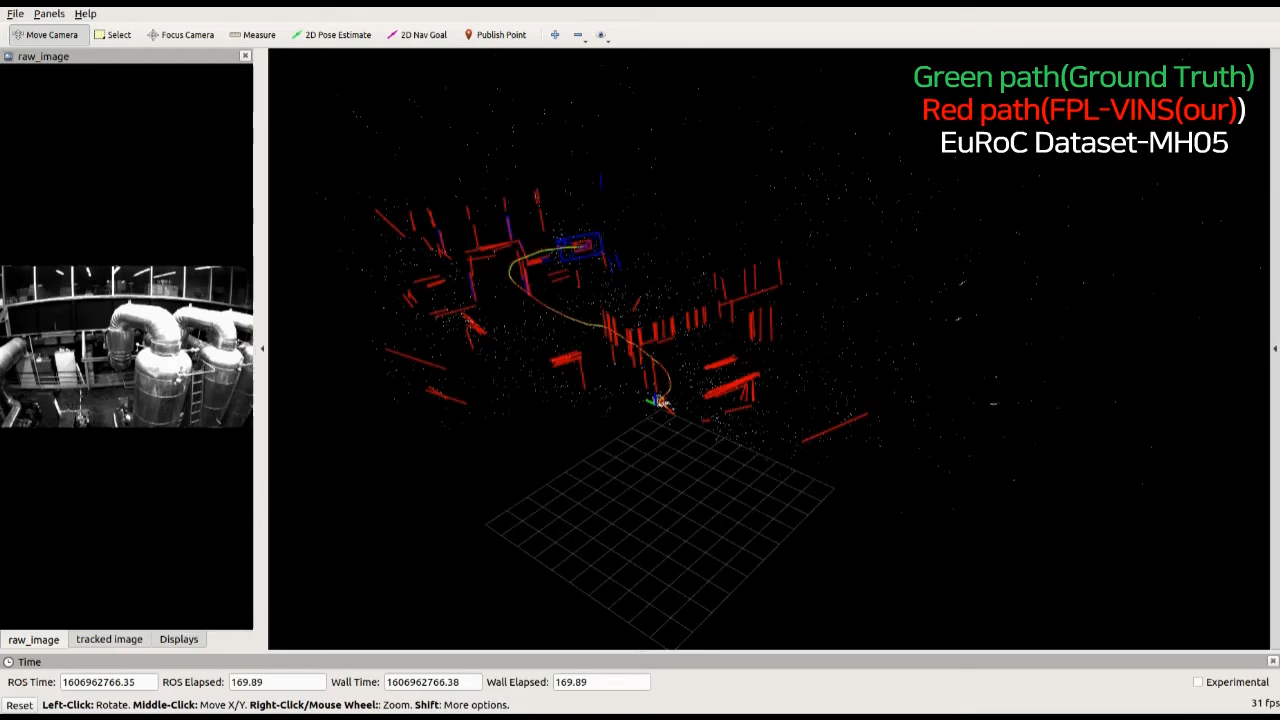 File Panels Help
Move Camera Select Focus Camera Measure 2D Pose Estimate 2D Nav Goal Publish Point
raw_image
Green path(Ground Truth)
Red path(FPL-VINS(our))
EuRoC Dataset-MH05
raw_image tracked image Displays
Time
ROS Time: 1606962766.35 ROS Elapsed: 169.89 Wall Time: 1606962766.38 Wall Elapsed: 169.89 Experimental
Reset Left-Click: Rotate. Middle-Click: Move X/Y. Right-Click/Mouse Wheel:: Zoom. Shift: More options. 31 fps